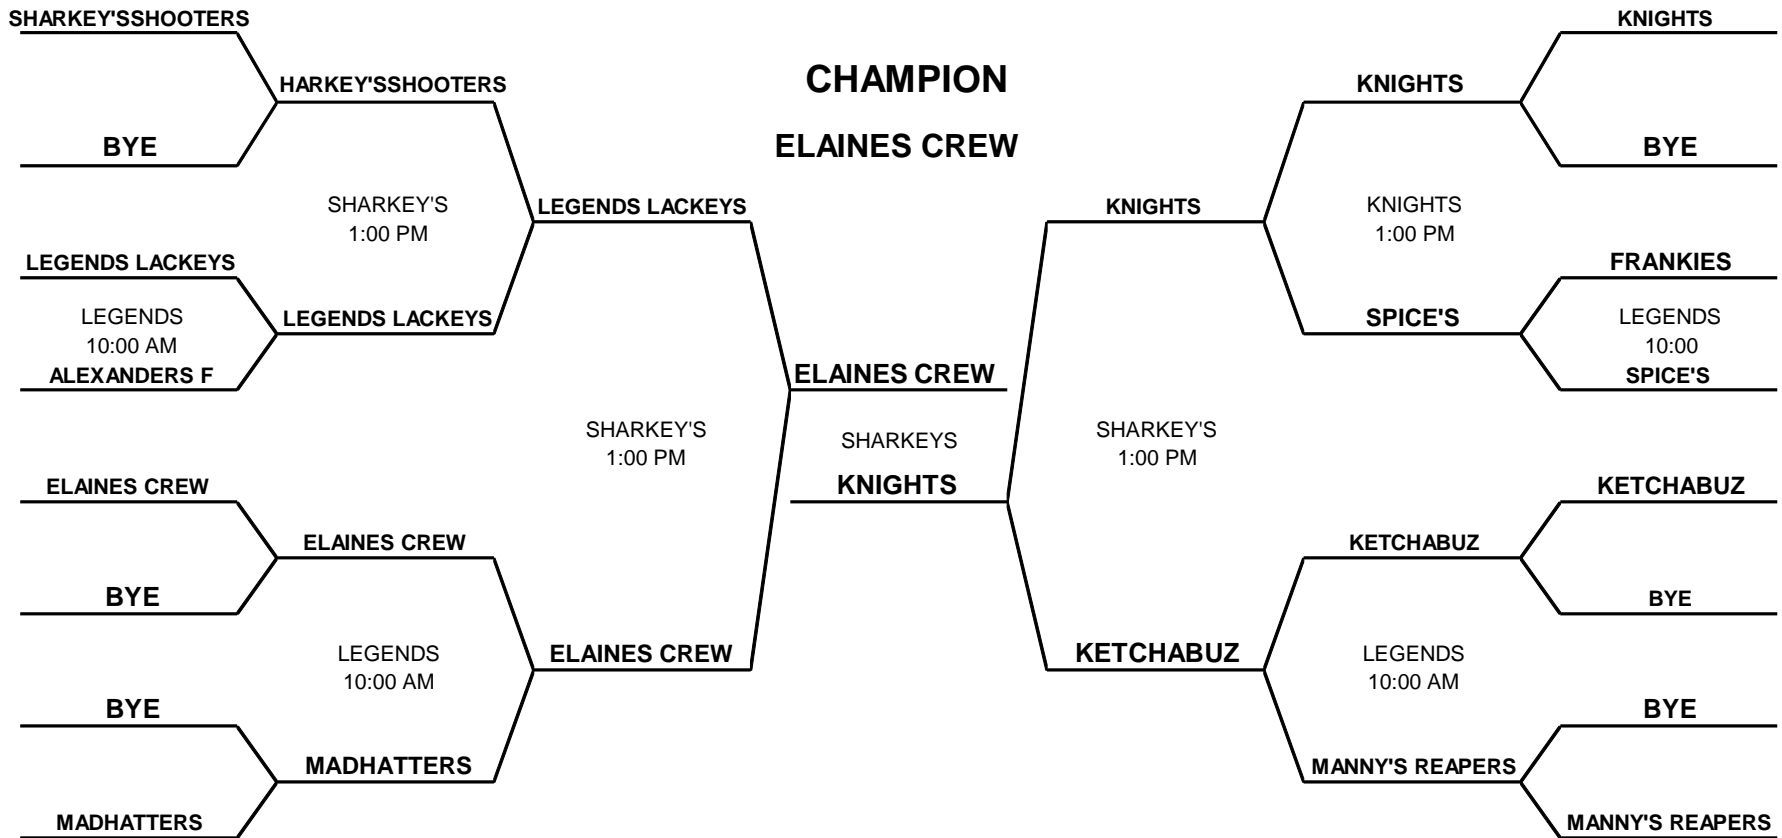 SHARKEY'SSHOOTERS
HARKEY'SSHOOTERS
BYE
SHARKEY'S
1:00 PM
LEGENDS LACKEYS
LEGENDS LACKEYS
LEGENDS
10:00 AM
LEGENDS LACKEYS
ALEXANDERS F
SHARKEY'S
1:00 PM
ELAINES CREW
ELAINES CREW
BYE
LEGENDS
10:00 AM
ELAINES CREW
BYE
MADHATTERS
MADHATTERS
CHAMPION
ELAINES CREW
ELAINES CREW
SHARKEYS
KNIGHTS
KNIGHTS
KNIGHTS
BYE
KNIGHTS
KNIGHTS
1:00 PM
FRANKIES
SPICE'S
LEGENDS
10:00
SPICE'S
SHARKEY'S
1:00 PM
KETCHABUZ
KETCHABUZ
BYE
KETCHABUZ
LEGENDS
10:00 AM
BYE
MANNY'S REAPERS
MANNY'S REAPERS